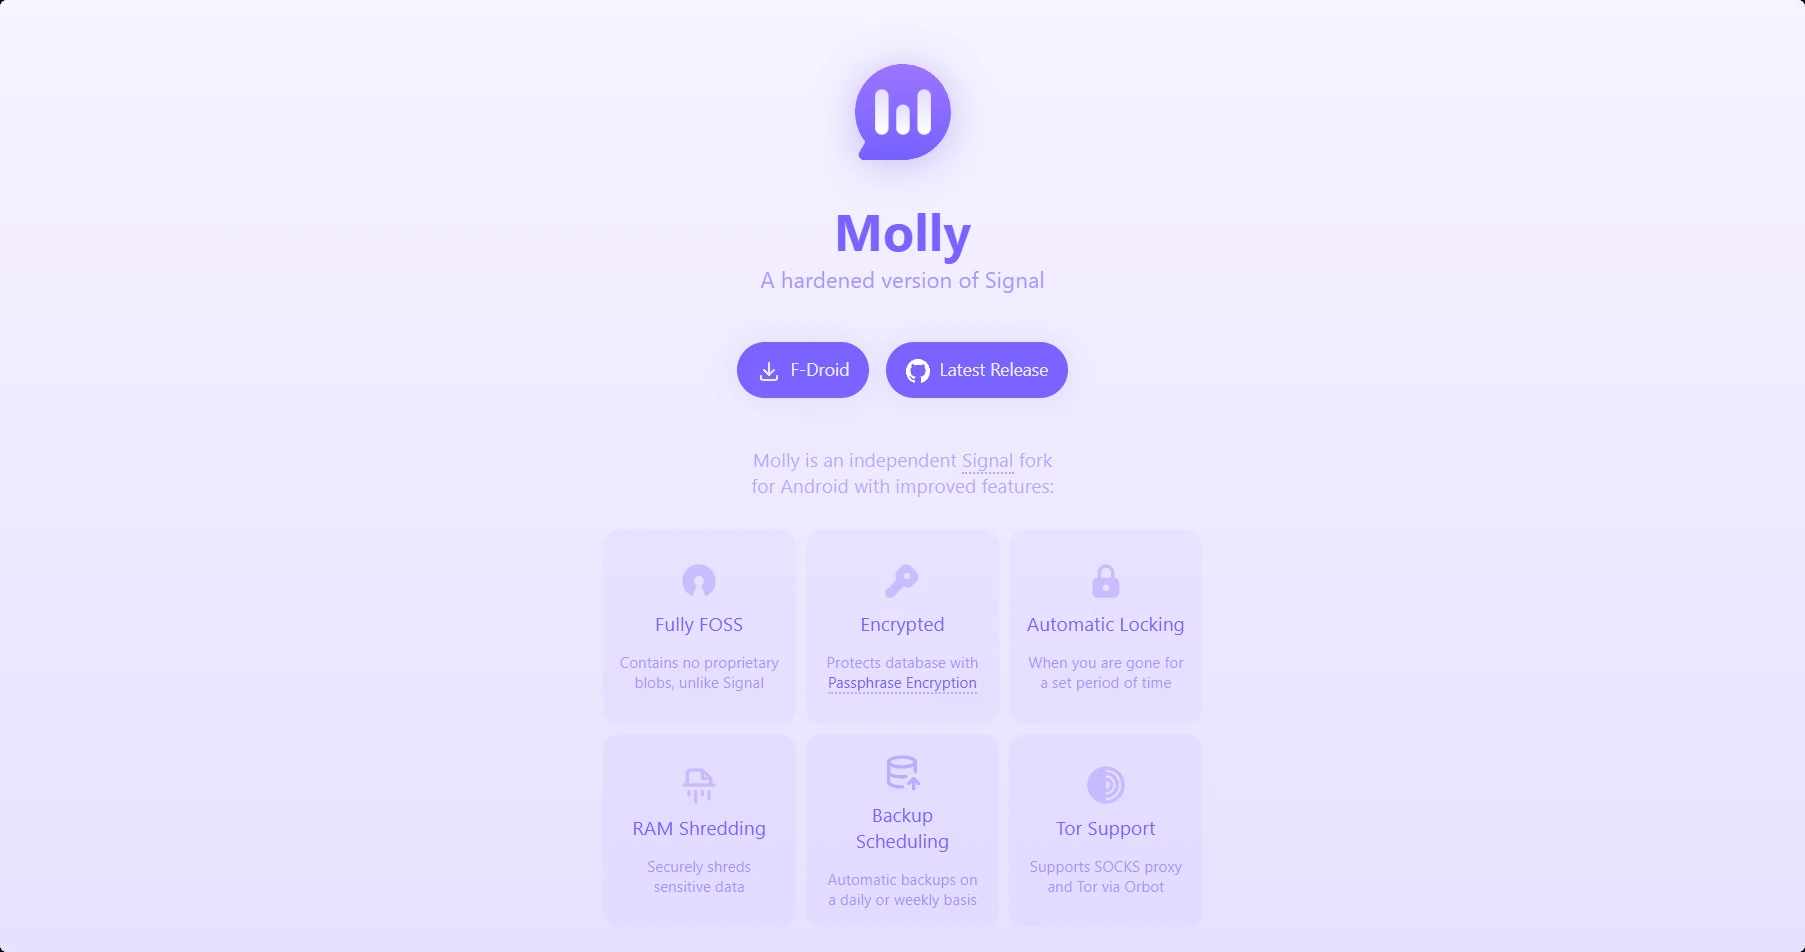 Molly
A hardened version of Signal
F-Droid
Latest Release
Molly is an independent Signal fork
for Android with improved features:
Fully FOSS
Contains no proprietary
blobs, unlike Signal
Encrypted
Protects database with
Passphrase Encryption
Automatic Locking
When you are gone for
a set period of time
RAM Shredding
Securely shreds
sensitive data
Backup
Scheduling
Automatic backups on
a daily or weekly basis
Tor Support
Supports SOCKS proxy
and Tor via Orbot